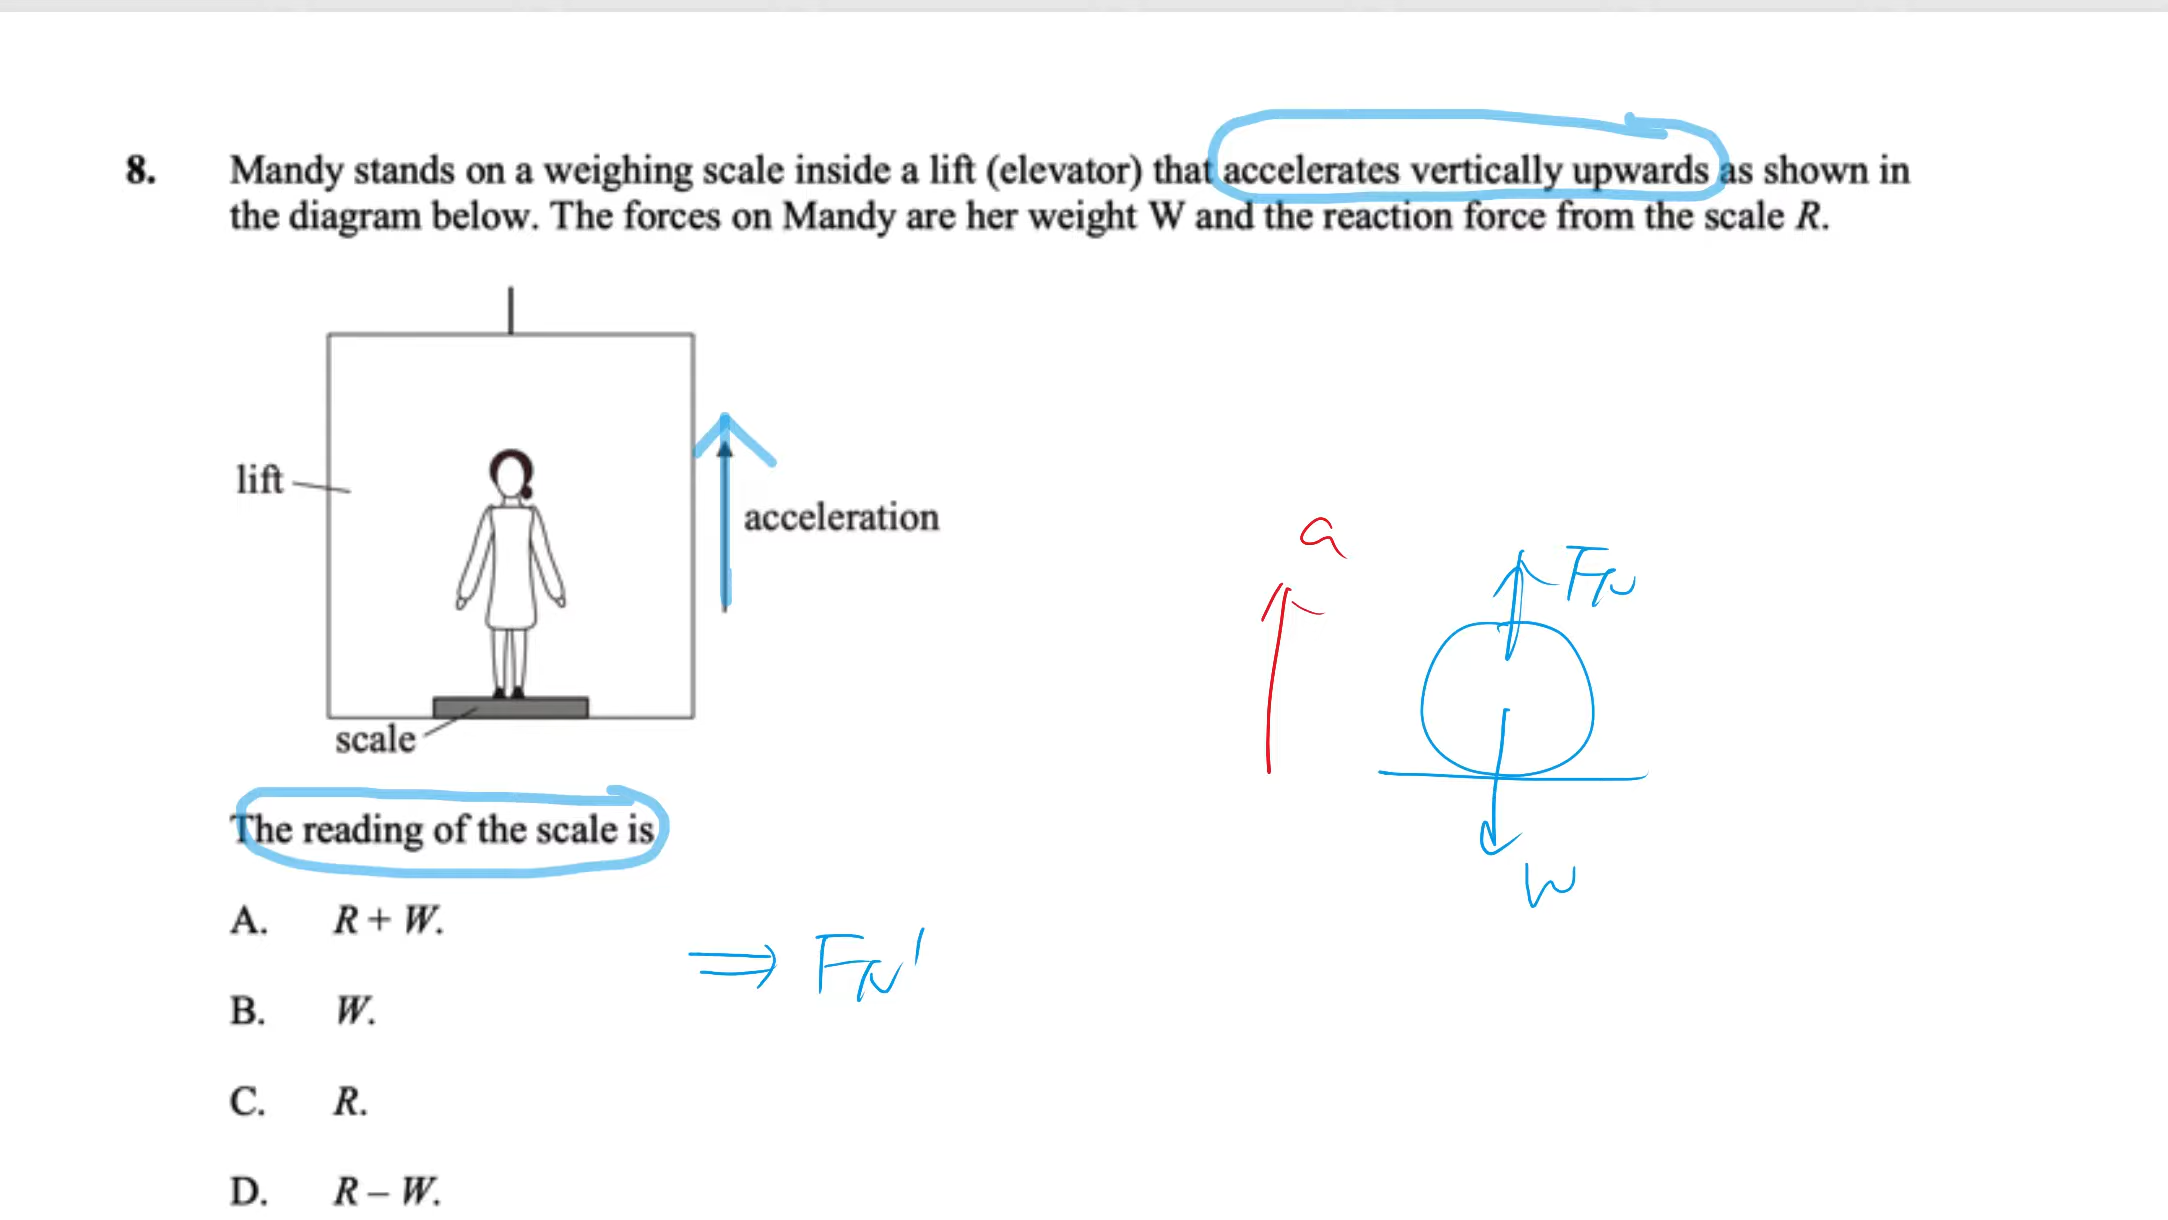 8. Mandy stands on a weighing scale inside a lift (elevator) that accelerates vertically upwards as shown in
the diagram below. The forces on Mandy are her weight W and the reaction force from the scale R.
lift
acceleration
scale
a
FN
W
The reading of the scale is
A. R + W.
⇒ FN'
B. W.
C. R.
D. R – W.